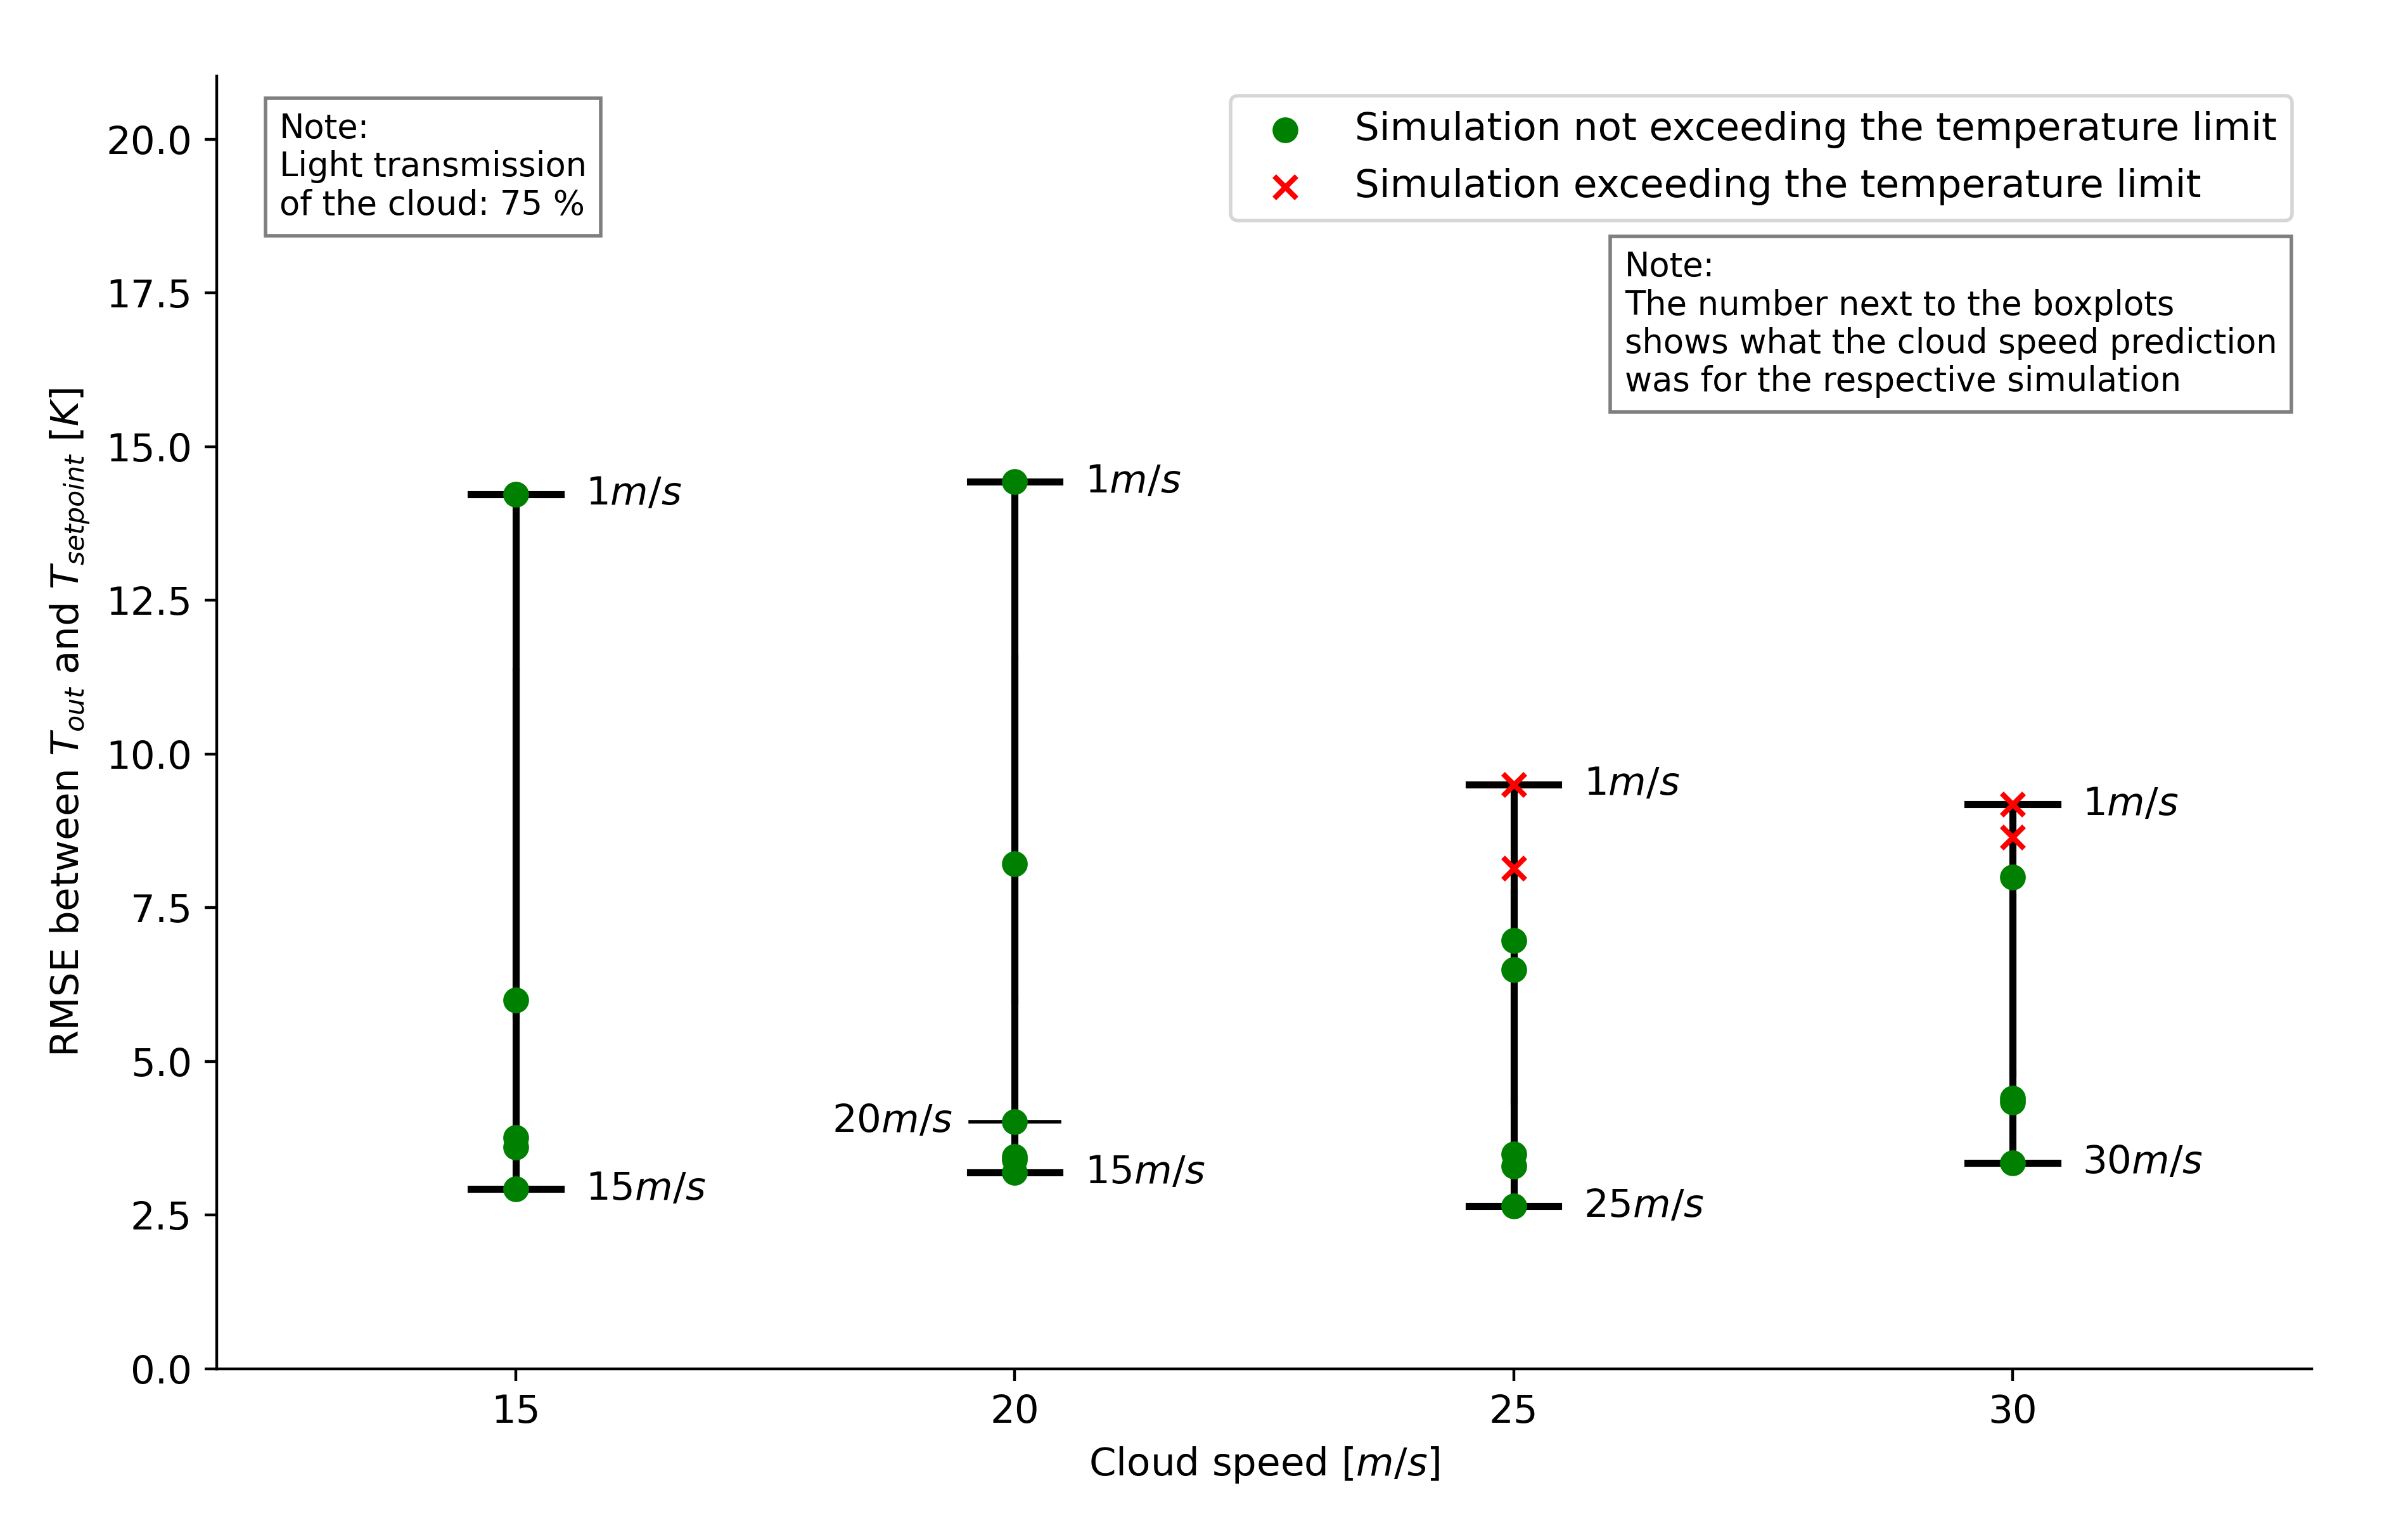 Note:
Light transmission
of the cloud: 75 %
Simulation not exceeding the temperature limit
Simulation exceeding the temperature limit
Note:
The number next to the boxplots
shows what the cloud speed prediction
was for the respective simulation
RMSE between T_out and T_setpoint [K]
20.0
17.5
15.0
12.5
10.0
7.5
5.0
2.5
0.0
1m/s
15m/s
1m/s
20m/s
15m/s
1m/s
25m/s
1m/s
30m/s
15
20
25
30
Cloud speed [m/s]